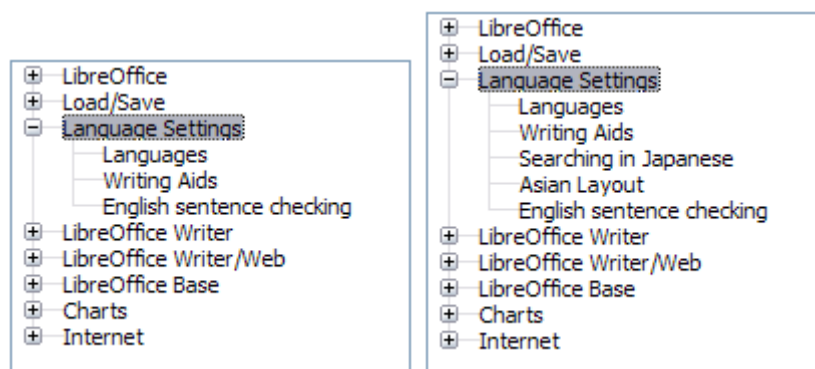 LibreOffice
Load/Save
Language Settings
Languages
Writing Aids
English sentence checking
LibreOffice Writer
LibreOffice Writer/Web
LibreOffice Base
Charts
Internet
LibreOffice
Load/Save
Language Settings
Languages
Writing Aids
Searching in Japanese
Asian Layout
English sentence checking
LibreOffice Writer
LibreOffice Writer/Web
LibreOffice Base
Charts
Internet